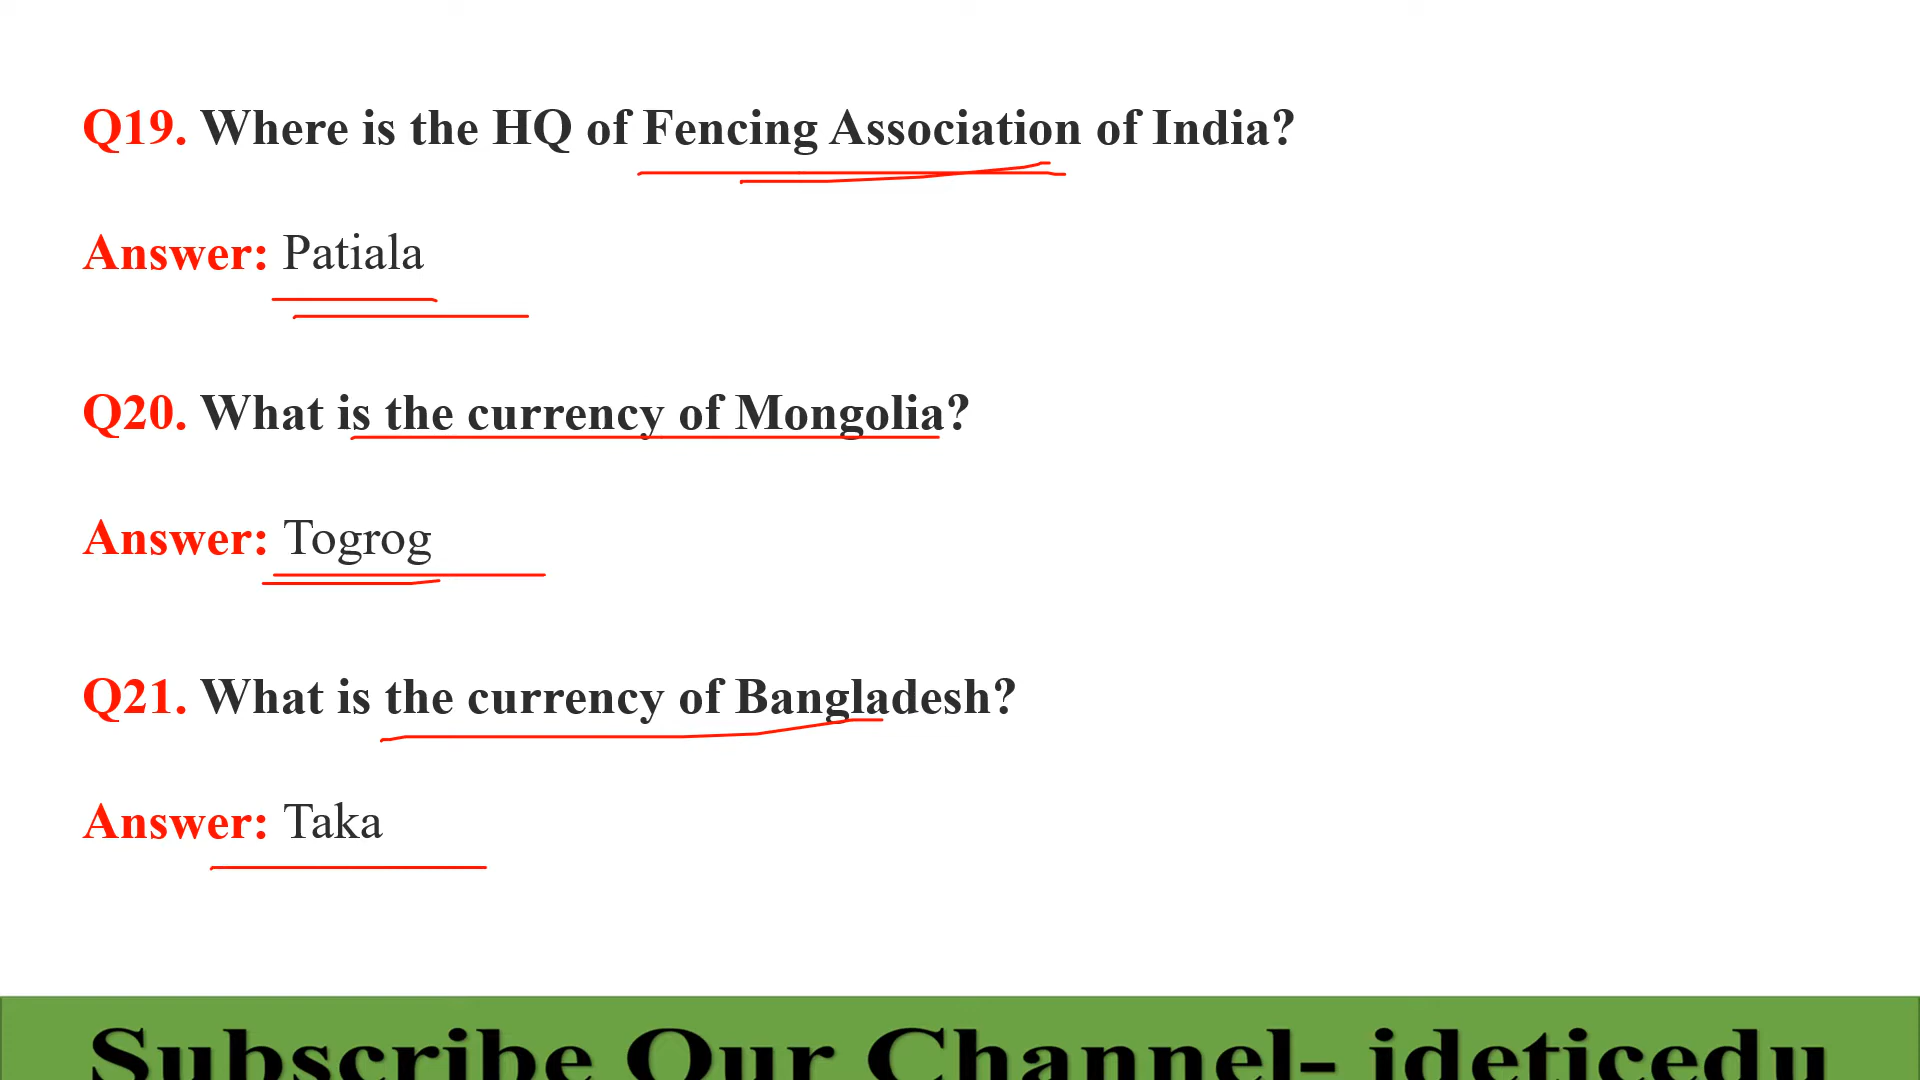 Q19. Where is the HQ of Fencing Association of India?
Answer: Patiala
Q20. What is the currency of Mongolia?
Answer: Togrog
Q21. What is the currency of Bangladesh?
Answer: Taka
Subscribe Our Channel- ideticedu